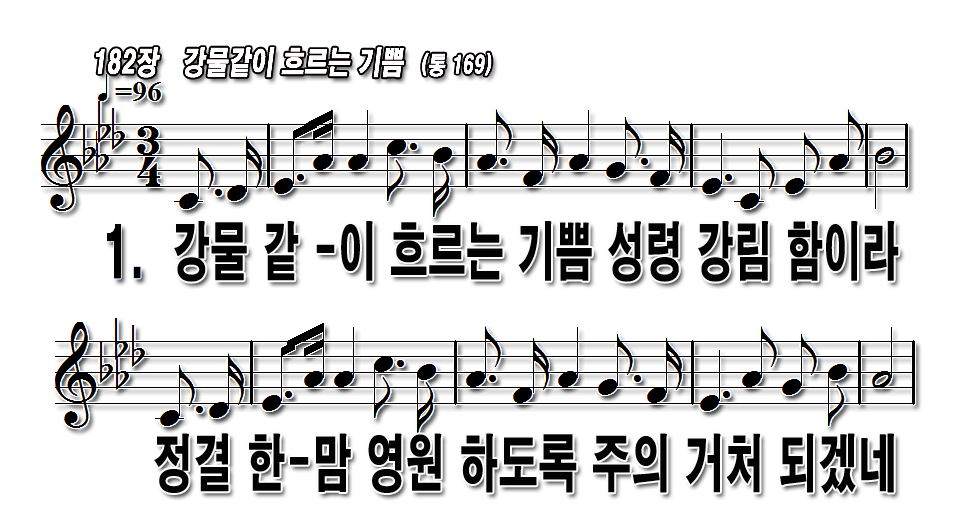 182장 강물같이 흐르는 기쁨 (통 169)
♩=96
3
4
1. 강물 같 -이 흐르는 기쁨 성령 강림 함이라
정결 한-맘 영원 하도록 주의 거처 되겠네